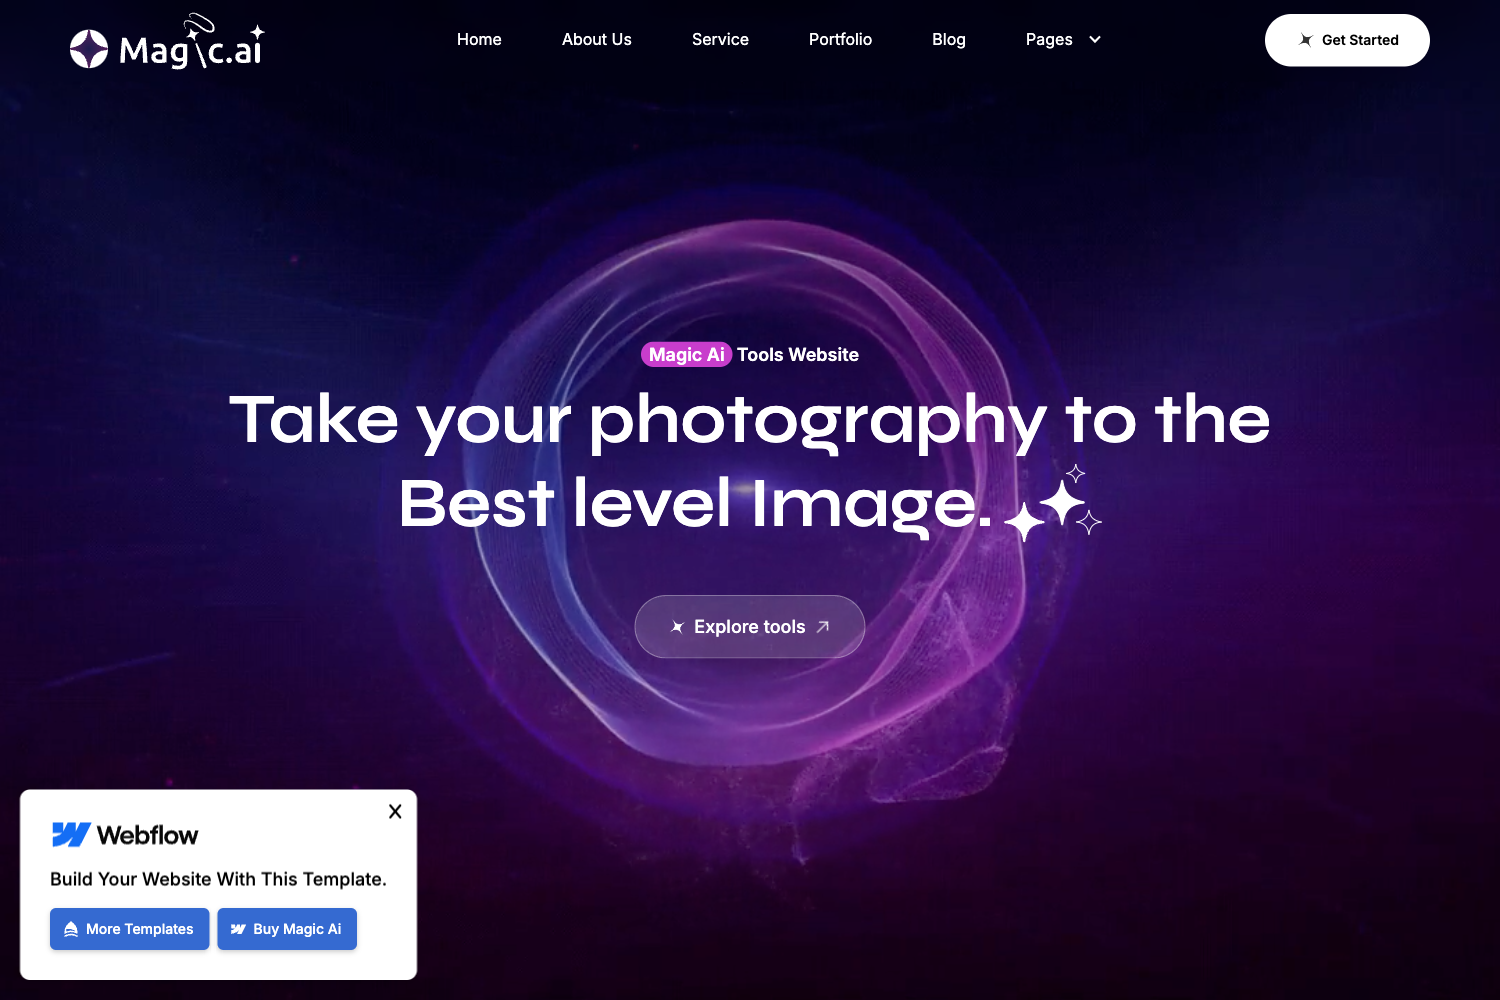 Magic.ai
Home
About Us
Service
Portfolio
Blog
Pages
Get Started
Magic Ai Tools Website
Take your photography to the
Best level Image.
Explore tools
X
Webflow
Build Your Website With This Template.
More Templates
Buy Magic Ai